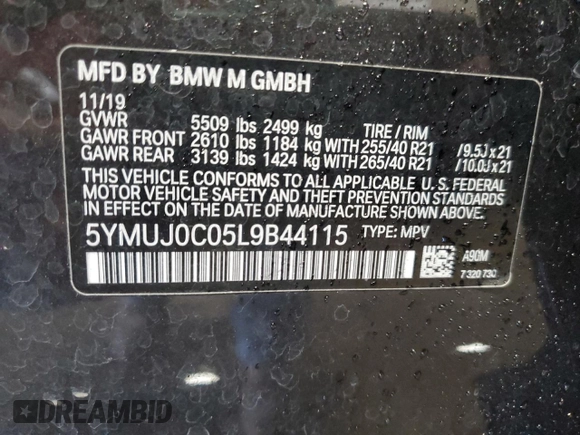 MFD BY BMW M GMBH
11/19
GVWR 5509 lbs 2499 kg TIRE / RIM
GAWR FRONT 2610 lbs 1184 kg WITH 255/40 R21 /9.5J x 21
GAWR REAR 3139 lbs 1424 kg WITH 265/40 R21 /10.0J x 21
THIS VEHICLE CONFORMS TO ALL APPLICABLE U. S. FEDERAL
MOTOR VEHICLE SAFETY AND THEFT PREVENTION STANDARDS
IN EFFECT ON THE DATE OF MANUFACTURE SHOWN ABOVE.
5YMUJ0C05L9B44115 TYPE: MPV
A90M
7 320 730
DREAMBID